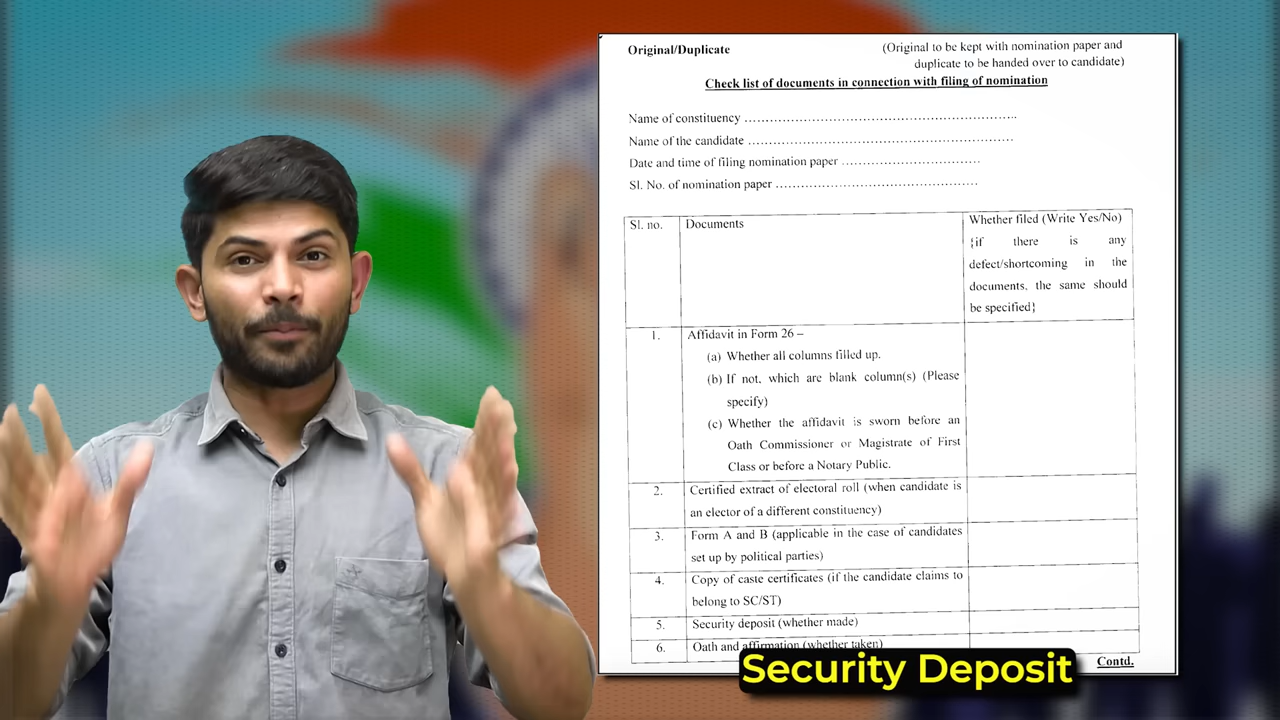 Original/Duplicate
(Original to be kept with nomination paper and
duplicate to be handed over to candidate)
Check list of documents in connection with filing of nomination
Name of constituency ......................................................................
Name of the candidate ....................................................................
Date and time of filing nomination paper ...................................
Sl. No. of nomination paper ...................................................
Sl. no.
Documents
Whether filed (Write Yes/No)
{if there is any
defect/shortcoming in the
documents, the same should
be specified}
1.
Affidavit in Form 26 –
(a) Whether all columns filled up.
(b) If not, which are blank column(s) (Please
specify)
(c) Whether the affidavit is sworn before an
Oath Commissioner or Magistrate of First
Class or before a Notary Public.
2.
Certified extract of electoral roll (when candidate is
an elector of a different constituency)
3.
Form A and B (applicable in the case of candidates
set up by political parties)
4.
Copy of caste certificates (if the candidate claims to
belong to SC/ST)
5.
Security deposit (whether made)
6.
Oath and affirmation (whether taken)
Contd.
Security Deposit